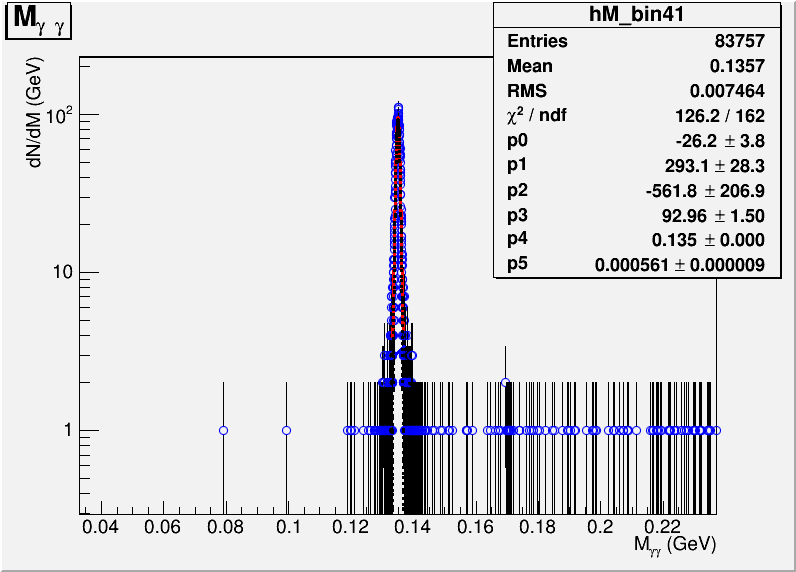 M γ γ
hM_bin41
Entries 83757
Mean 0.1357
RMS 0.007464
χ² / ndf 126.2 / 162
p0 -26.2 ± 3.8
p1 293.1 ± 28.3
p2 -561.8 ± 206.9
p3 92.96 ± 1.50
p4 0.135 ± 0.000
p5 0.000561 ± 0.000009
dN/dM (GeV)
10²
10
1
0.04 0.06 0.08 0.1 0.12 0.14 0.16 0.18 0.2 0.22
Mγγ (GeV)